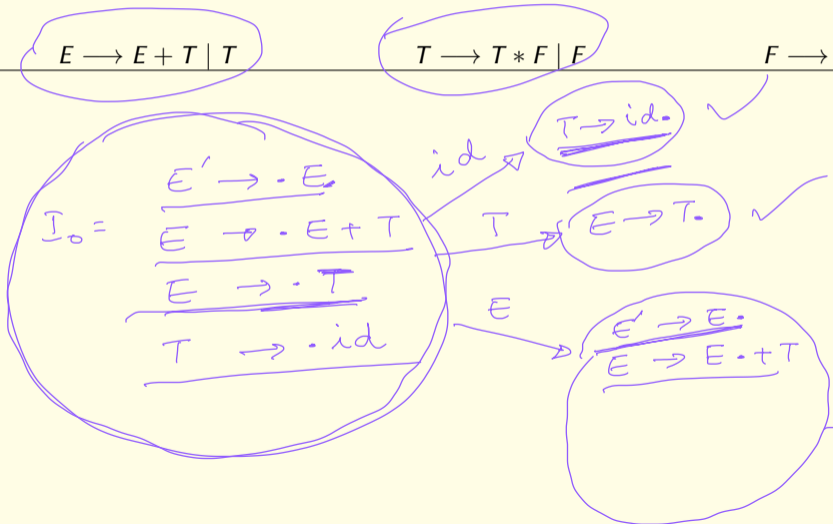 E → E + T | T    T → T * F | F    F →
id    T → id.
E' → . E.
I₀ =    E → . E + T    T    E → T.
E → . T
E    E' → E.
T → . id    E → E . + T